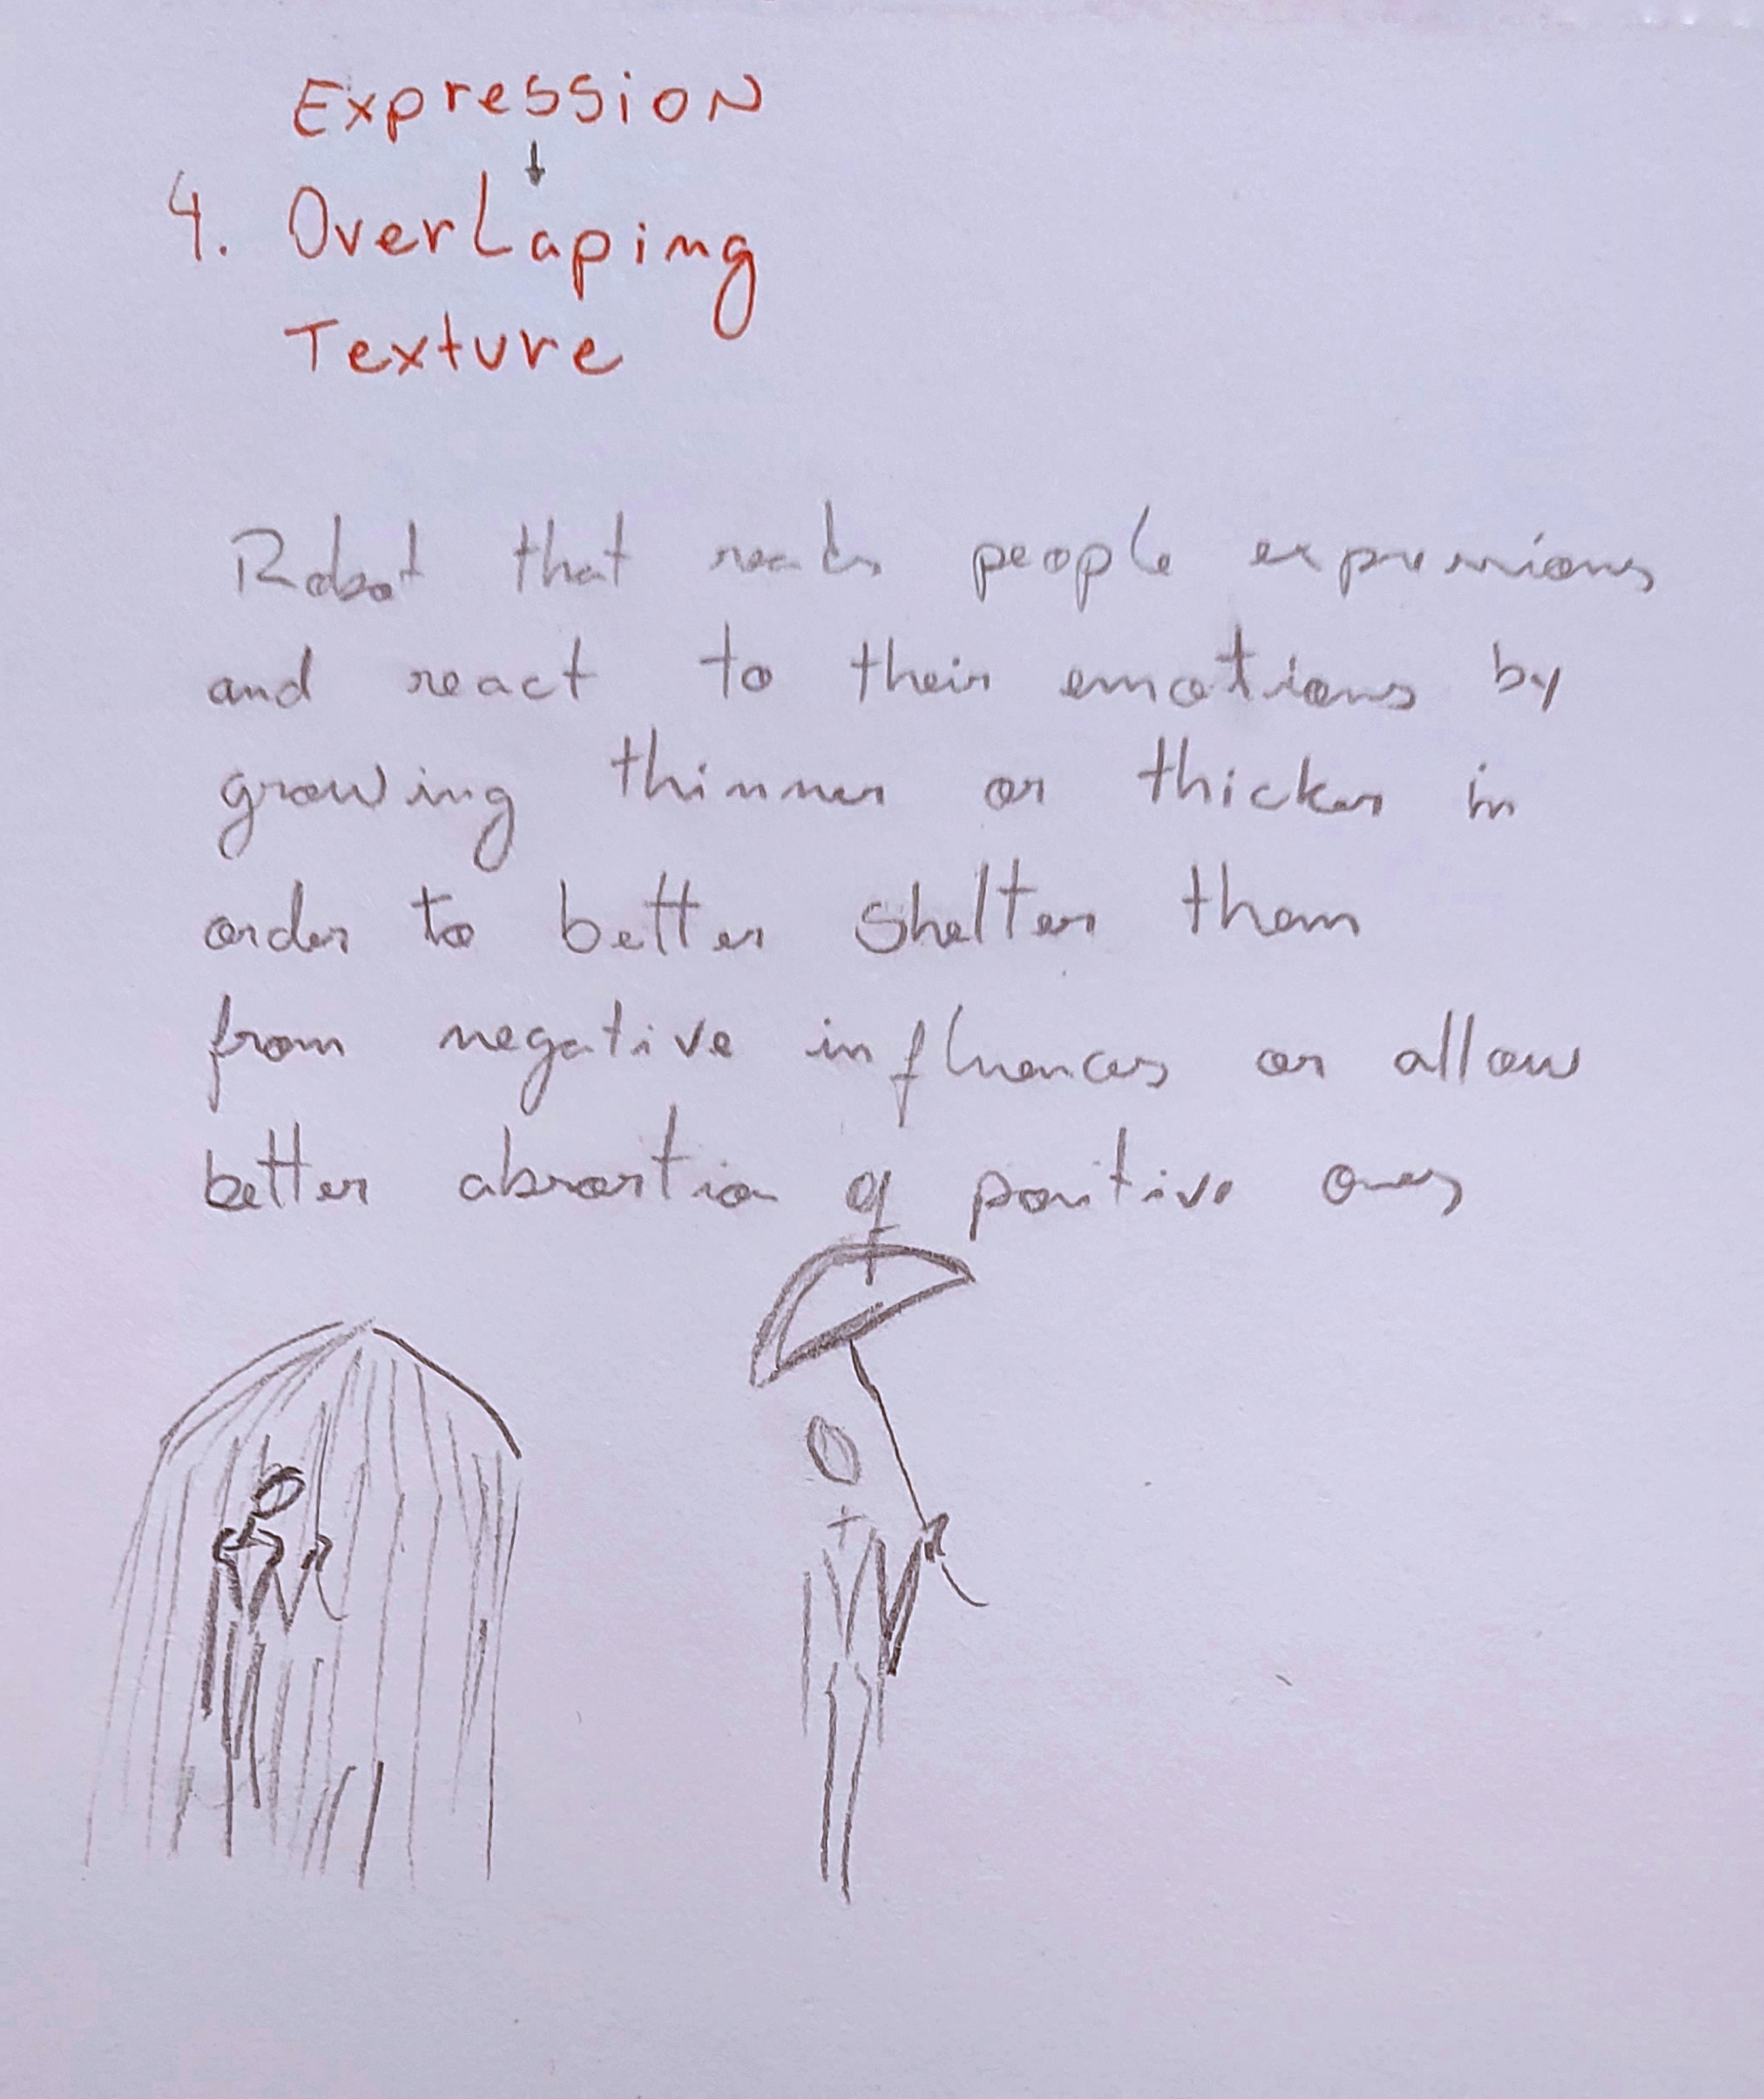 Expression
4. Overlaping
Texture
Robot that reads people expressions
and react to their emotions by
growing thinner or thicker in
order to better shelter them
from negative influences or allow
better absortion of positive ones